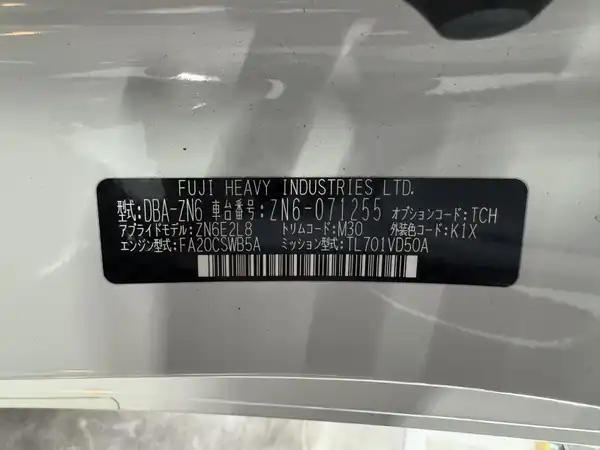 FUJI HEAVY INDUSTRIES LTD.
型式:DBA-ZN6 車台番号:ZN6-071255 オプションコード:TCH
アプライドモデル:ZN6E2L8 トリムコード:M30 外装色コード:K1X
エンジン型式:FA20CSWB5A ミッション型式:TL701VD50A